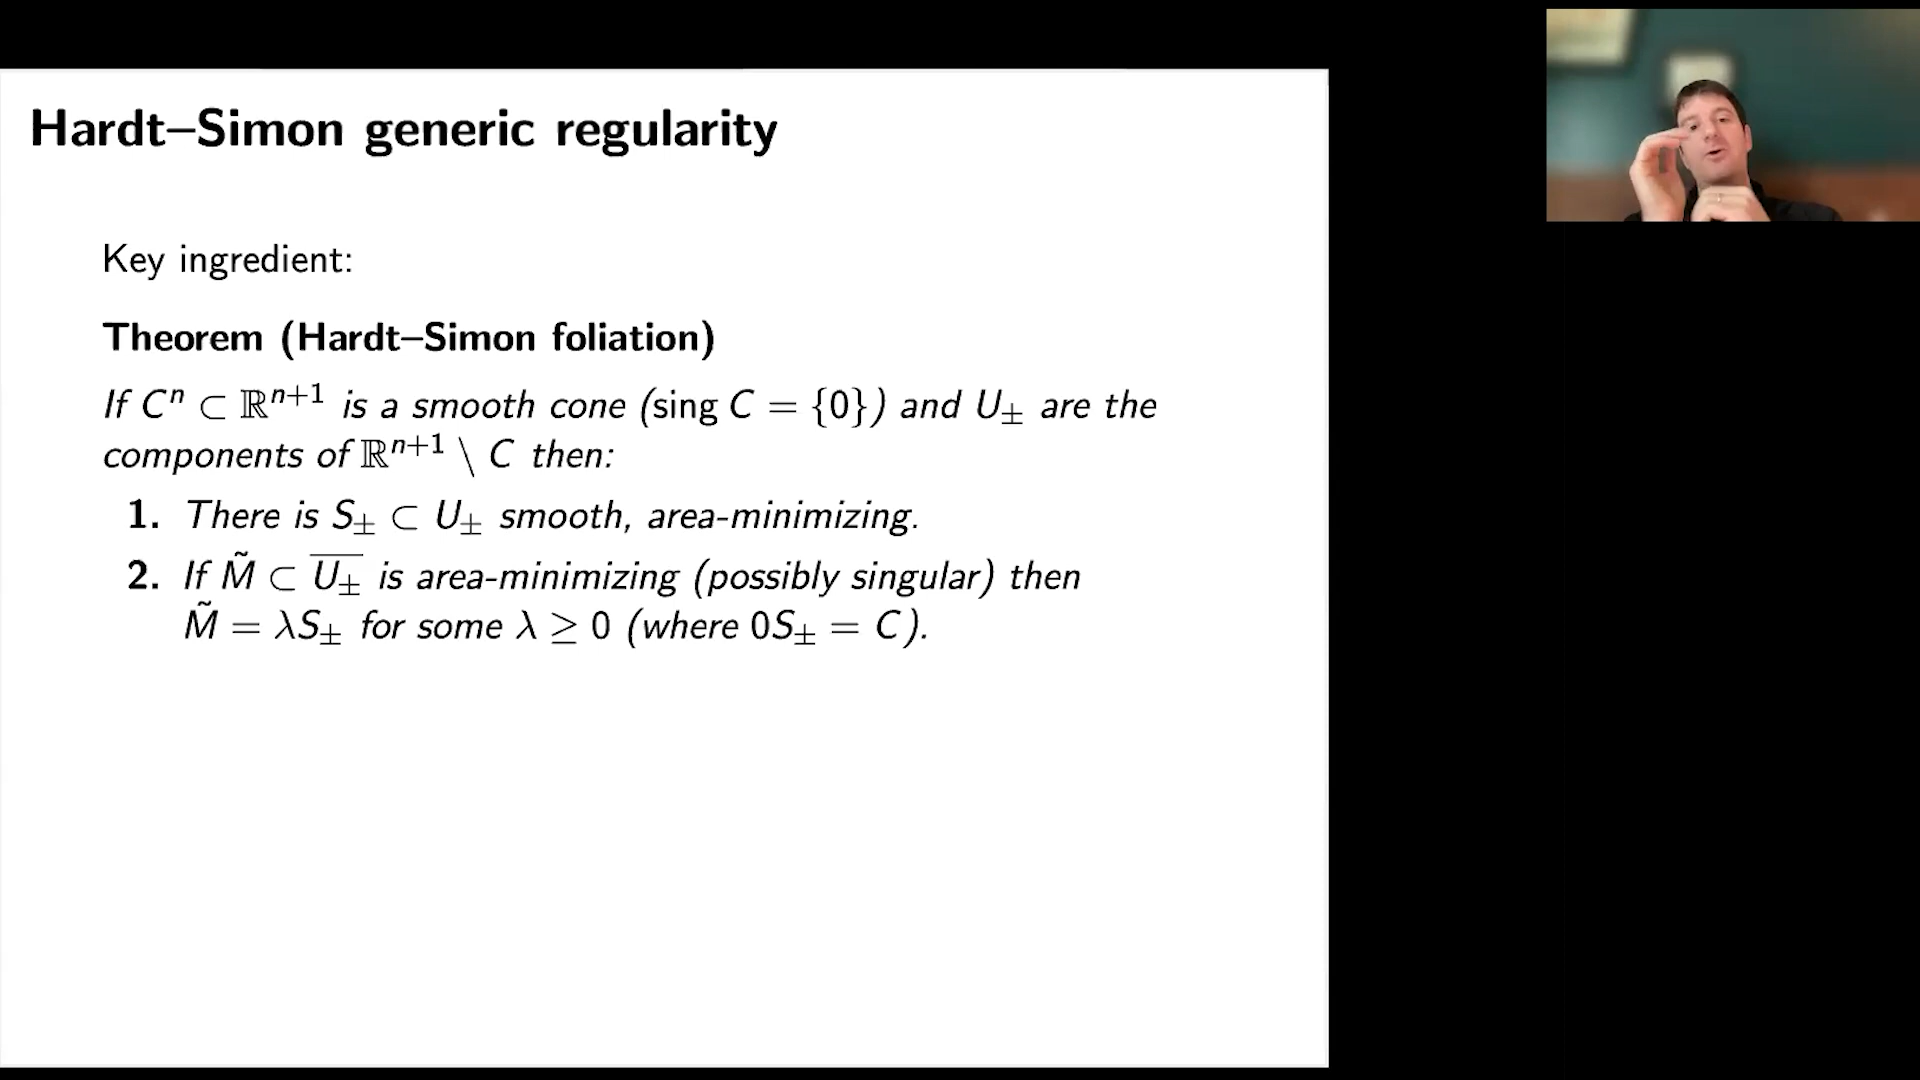 Hardt–Simon generic regularity
Key ingredient:
Theorem (Hardt–Simon foliation)
If Cⁿ ⊂ ℝⁿ⁺¹ is a smooth cone (sing C = {0}) and U± are the
components of ℝⁿ⁺¹ \ C then:
1. There is S± ⊂ U± smooth, area-minimizing.
2. If M̃ ⊂ U̅±̅ is area-minimizing (possibly singular) then
M̃ = λS± for some λ ≥ 0 (where 0S± = C).